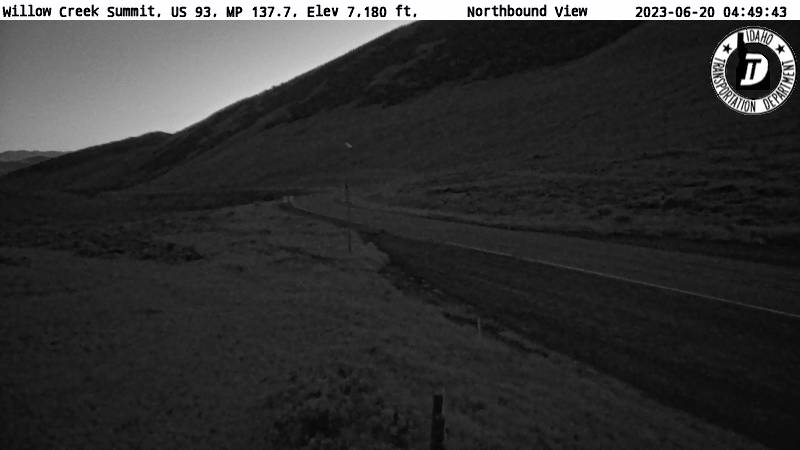 Willow Creek Summit, US 93, MP 137.7, Elev 7,180 ft, Northbound View 2023-06-20 04:49:43
IDAHO
TRANSPORTATION DEPARTMENT